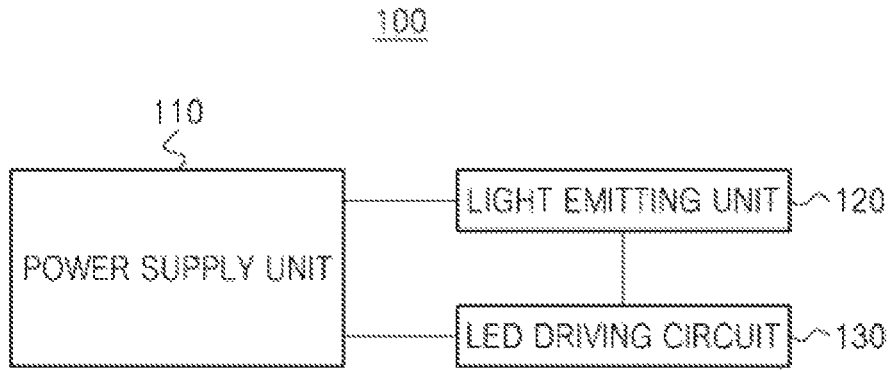 100
110
LIGHT EMITTING UNIT
120
POWER SUPPLY UNIT
LED DRIVING CIRCUIT
130